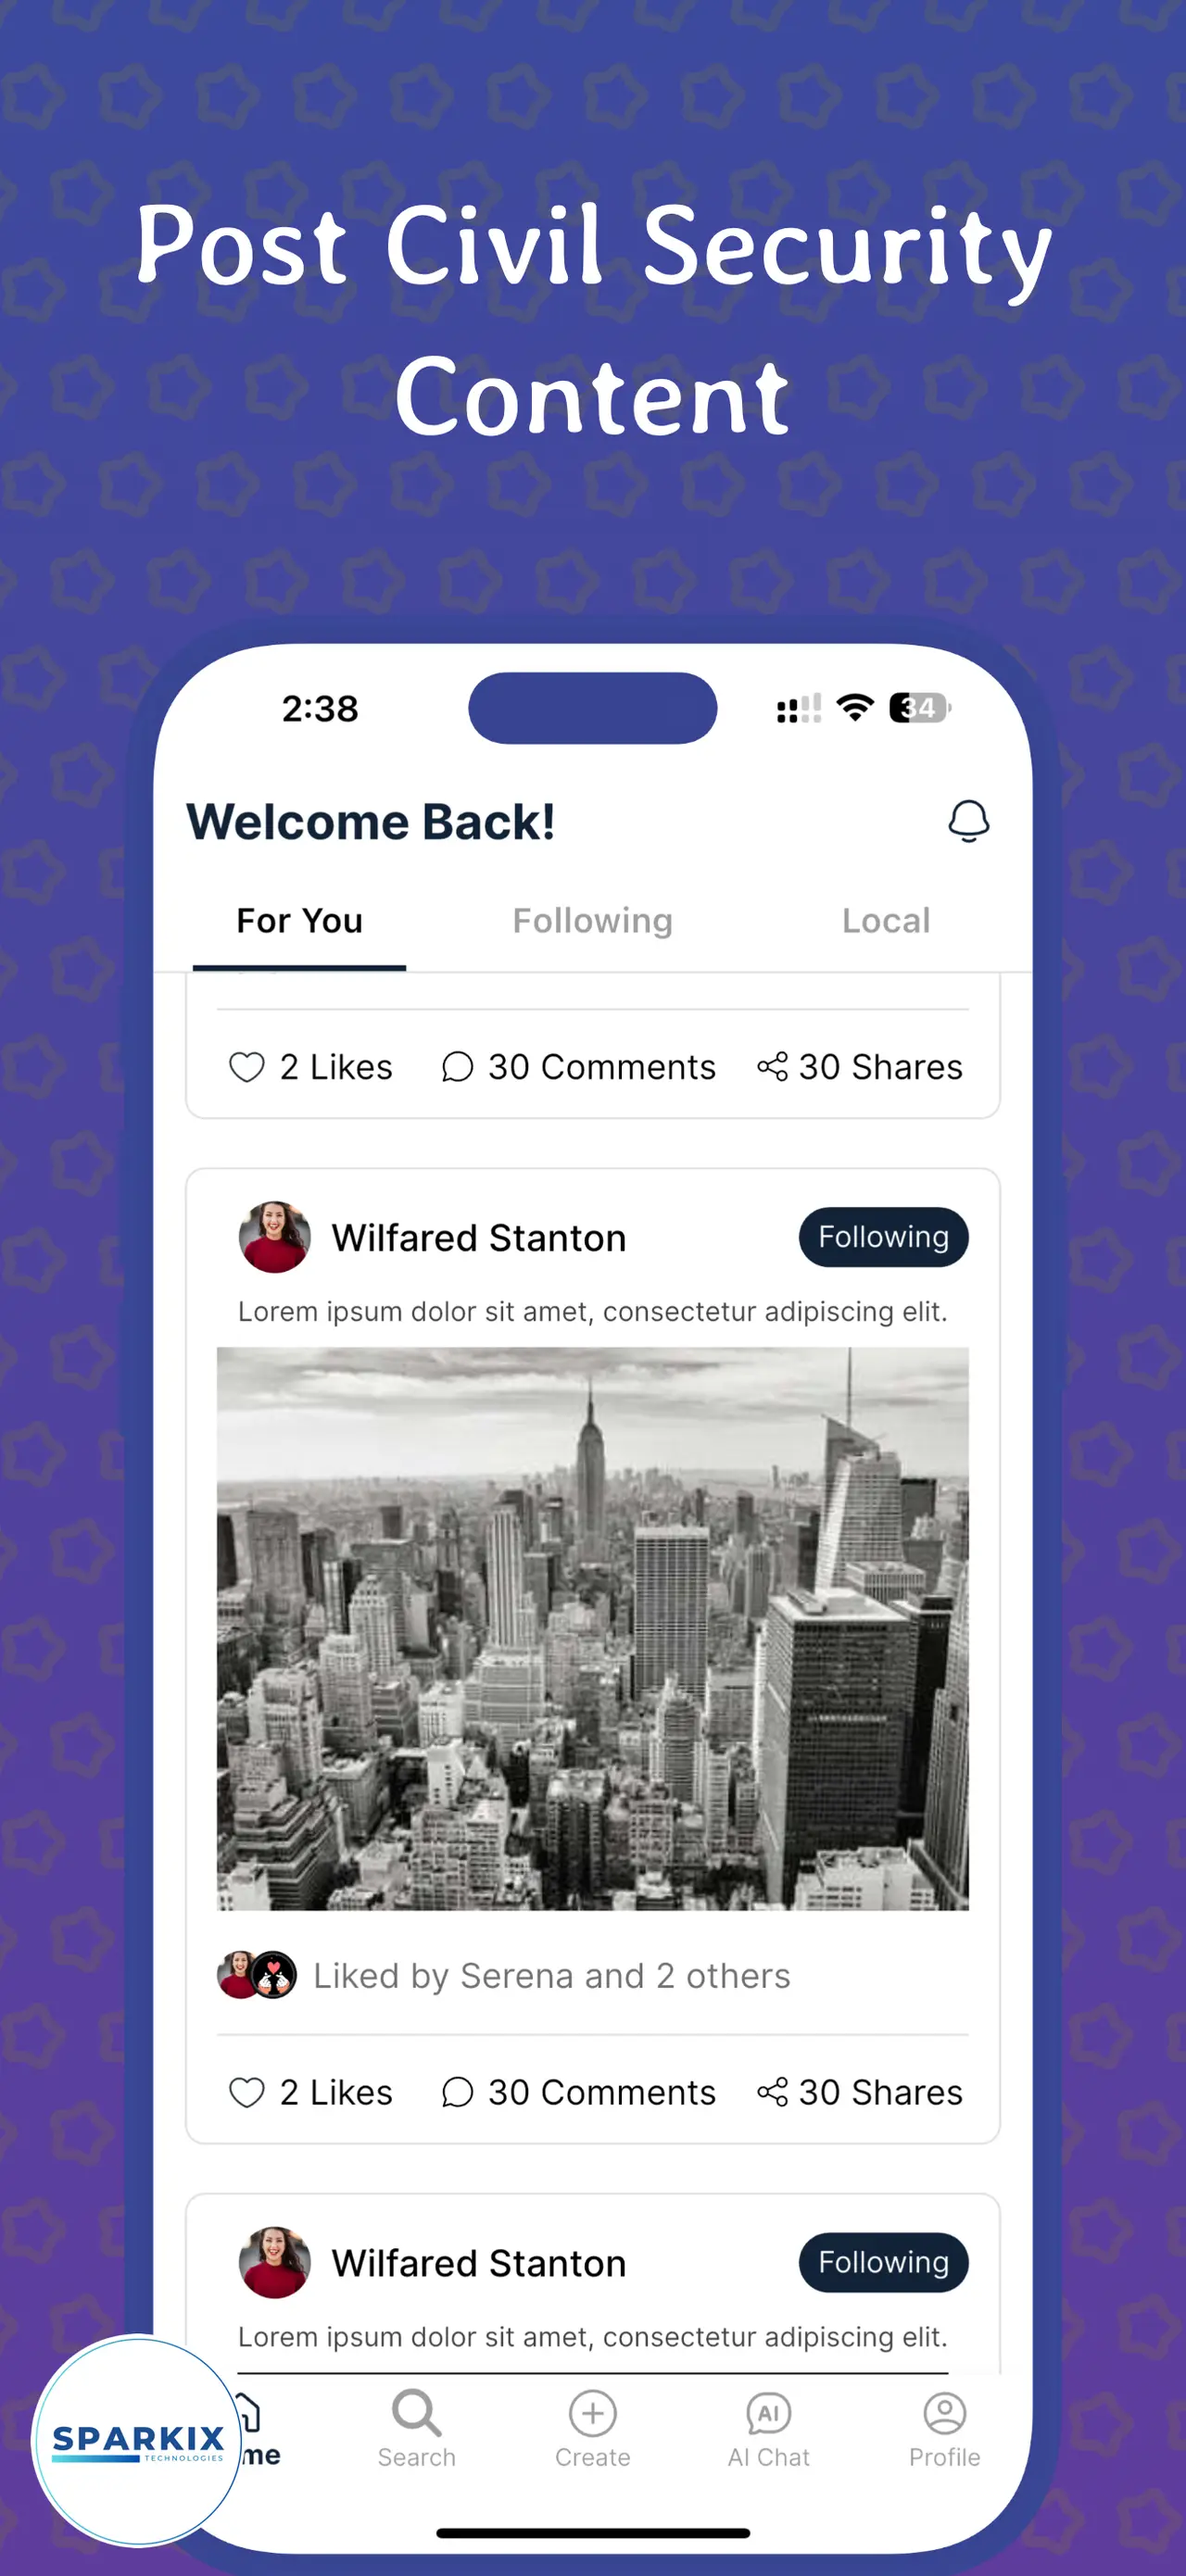 Post Civil Security
Content
2:38
34
Welcome Back!
For You Following Local
2 Likes 30 Comments 30 Shares
Wilfared Stanton Following
Lorem ipsum dolor sit amet, consectetur adipiscing elit.
Liked by Serena and 2 others
2 Likes 30 Comments 30 Shares
Wilfared Stanton Following
Lorem ipsum dolor sit amet, consectetur adipiscing elit.
AI
me Search Create AI Chat Profile
SPARKIX
TECHNOLOGIES